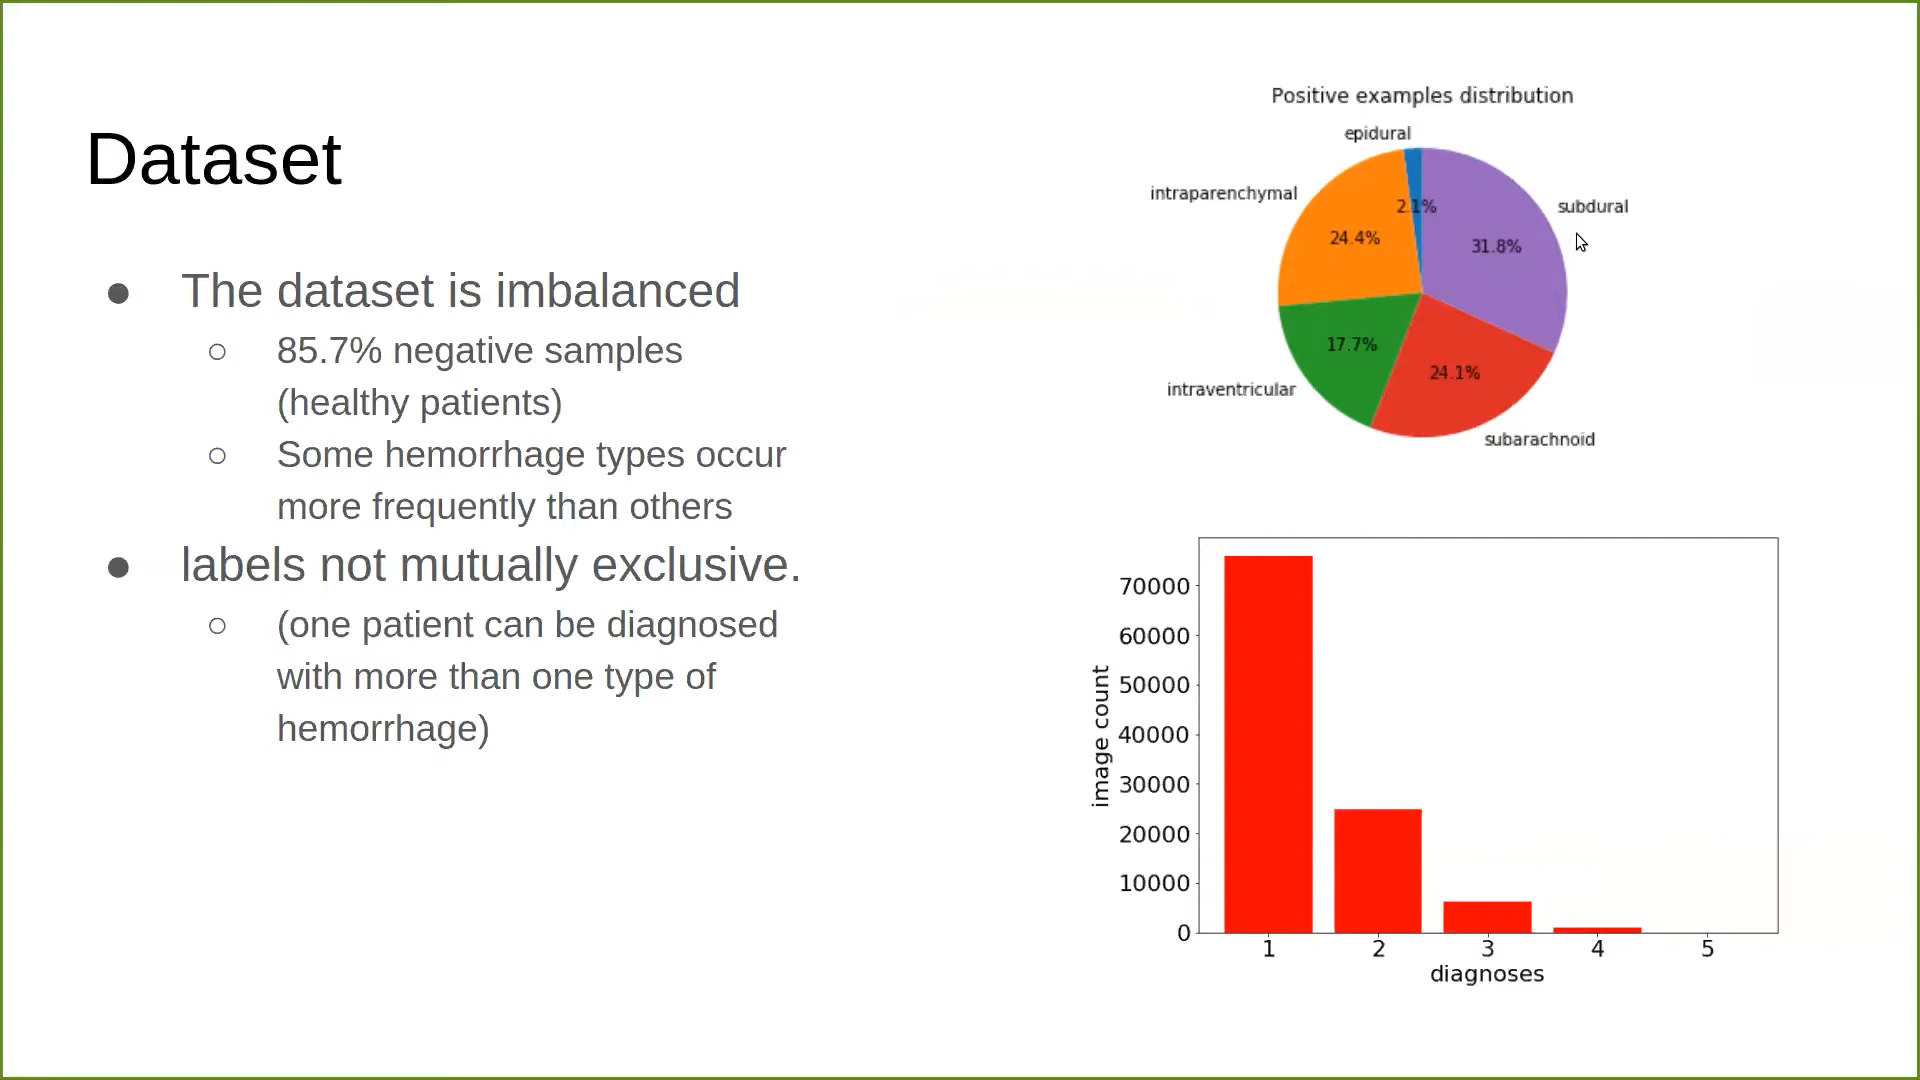 Dataset
● The dataset is imbalanced
○ 85.7% negative samples
(healthy patients)
○ Some hemorrhage types occur
more frequently than others
● labels not mutually exclusive.
○ (one patient can be diagnosed
with more than one type of
hemorrhage)
Positive examples distribution
epidural
intraparenchymal
subdural
2.1%
24.4%
31.8%
17.7%
24.1%
intraventricular
subarachnoid
70000
60000
50000
40000
30000
20000
10000
0
image count
1 2 3 4 5
diagnoses